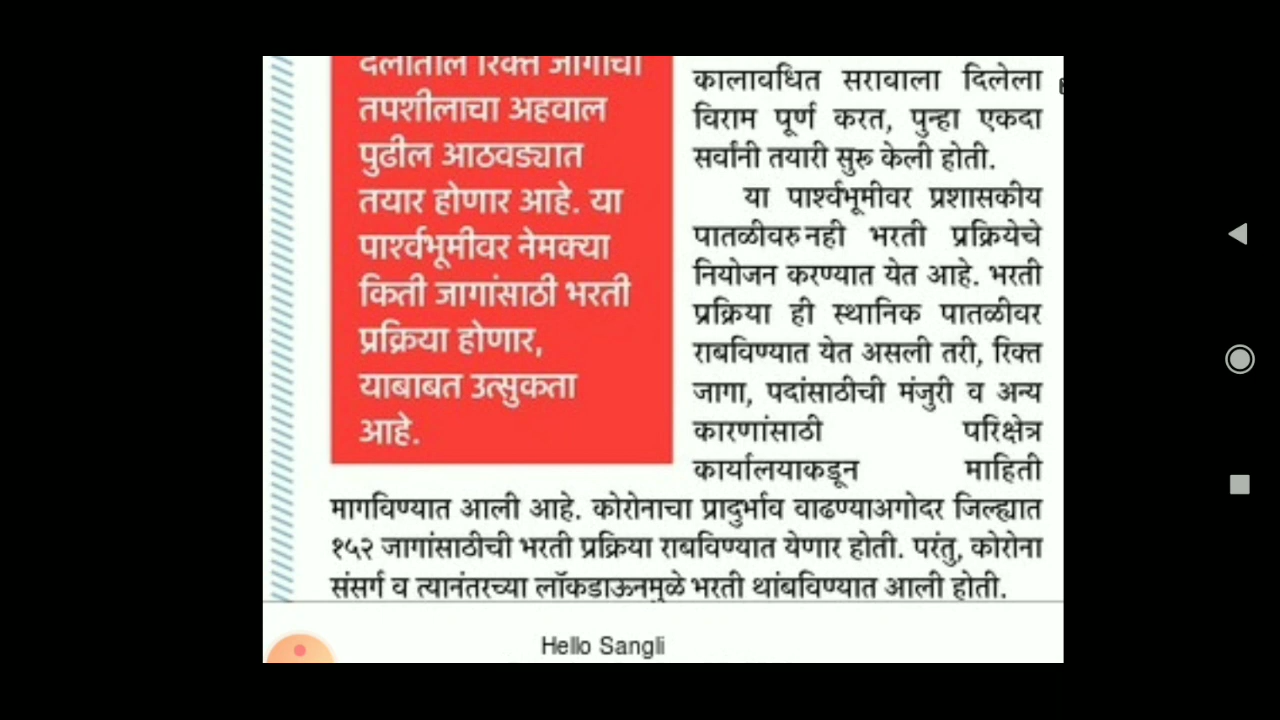 दलातील रिक्त जागांचा
तपशीलाचा अहवाल
पुढील आठवड्यात
तयार होणार आहे. या
पार्श्वभूमीवर नेमक्या
किती जागांसाठी भरती
प्रक्रिया होणार,
याबाबत उत्सुकता
आहे.
कालावधित सरावाला दिलेला
विराम पूर्ण करत, पुन्हा एकदा
सर्वांनी तयारी सुरू केली होती.
या पार्श्वभूमीवर प्रशासकीय
पातळीवरुनही भरती प्रक्रियेचे
नियोजन करण्यात येत आहे. भरती
प्रक्रिया ही स्थानिक पातळीवर
राबविण्यात येत असली तरी, रिक्त
जागा, पदांसाठीची मंजुरी व अन्य
कारणांसाठी परिक्षेत्र
कार्यालयाकडून माहिती
मागविण्यात आली आहे. कोरोनाचा प्रादुर्भाव वाढण्याअगोदर जिल्ह्यात
१५२ जागांसाठीची भरती प्रक्रिया राबविण्यात येणार होती. परंतु, कोरोना
संसर्ग व त्यानंतरच्या लॉकडाऊनमुळे भरती थांबविण्यात आली होती.
Hello Sangli